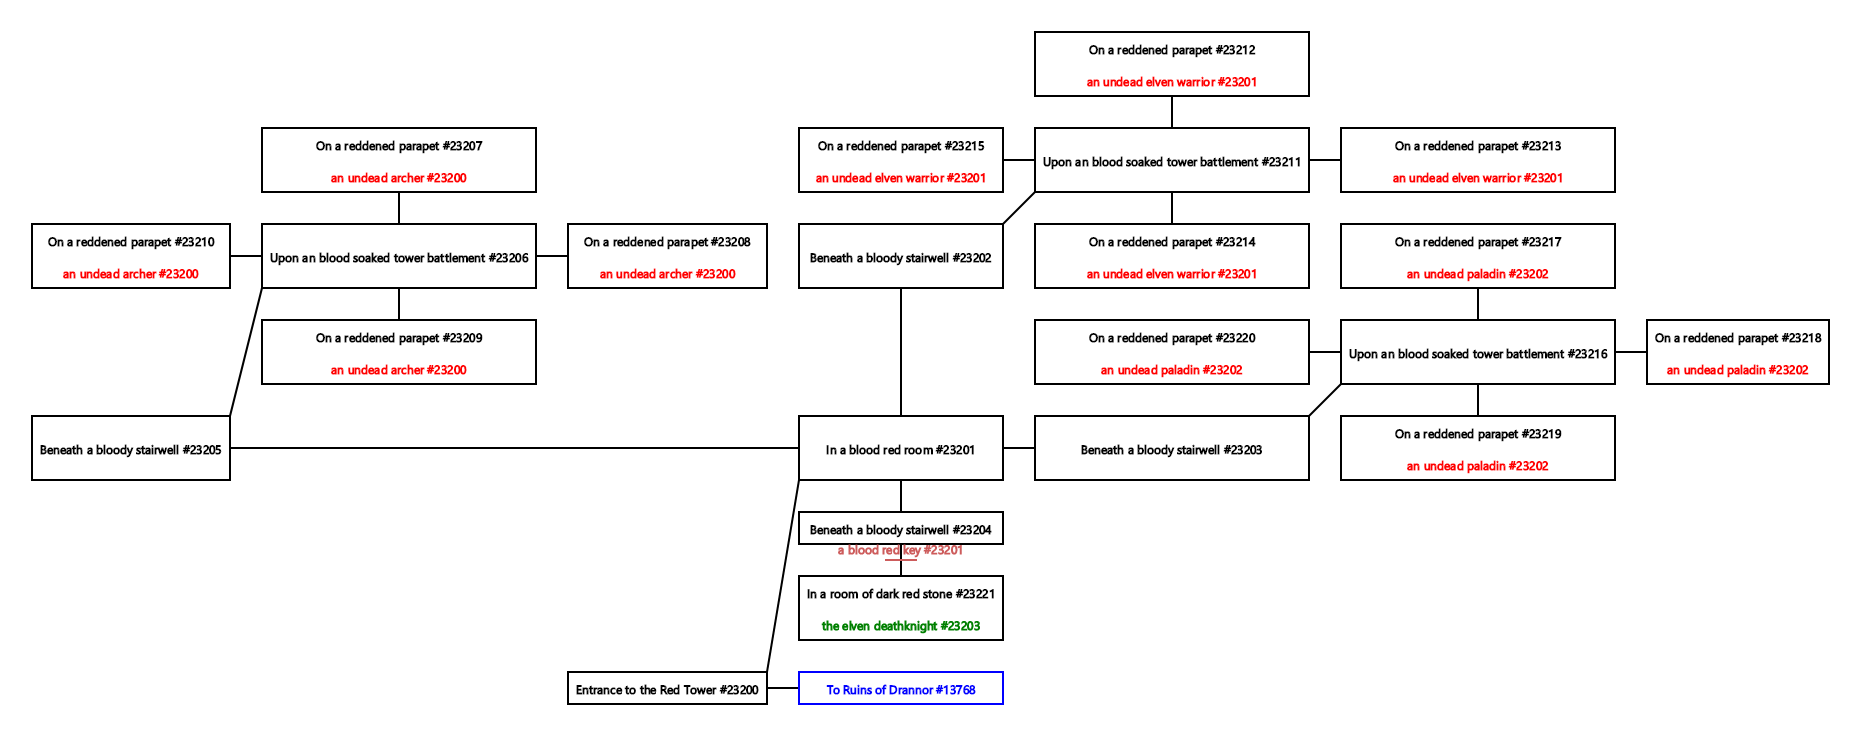 On a reddened parapet #23212
an undead elven warrior #23201
On a reddened parapet #23207
an undead archer #23200
On a reddened parapet #23215
an undead elven warrior #23201
Upon an blood soaked tower battlement #23211
On a reddened parapet #23213
an undead elven warrior #23201
On a reddened parapet #23210
an undead archer #23200
Upon an blood soaked tower battlement #23206
On a reddened parapet #23208
an undead archer #23200
Beneath a bloody stairwell #23202
On a reddened parapet #23214
an undead elven warrior #23201
On a reddened parapet #23217
an undead paladin #23202
On a reddened parapet #23209
an undead archer #23200
On a reddened parapet #23220
an undead paladin #23202
Upon an blood soaked tower battlement #23216
On a reddened parapet #23218
an undead paladin #23202
Beneath a bloody stairwell #23205
In a blood red room #23201
Beneath a bloody stairwell #23203
On a reddened parapet #23219
an undead paladin #23202
Beneath a bloody stairwell #23204
a blood red key #23201
In a room of dark red stone #23221
the elven deathknight #23203
Entrance to the Red Tower #23200
To Ruins of Drannor #13768